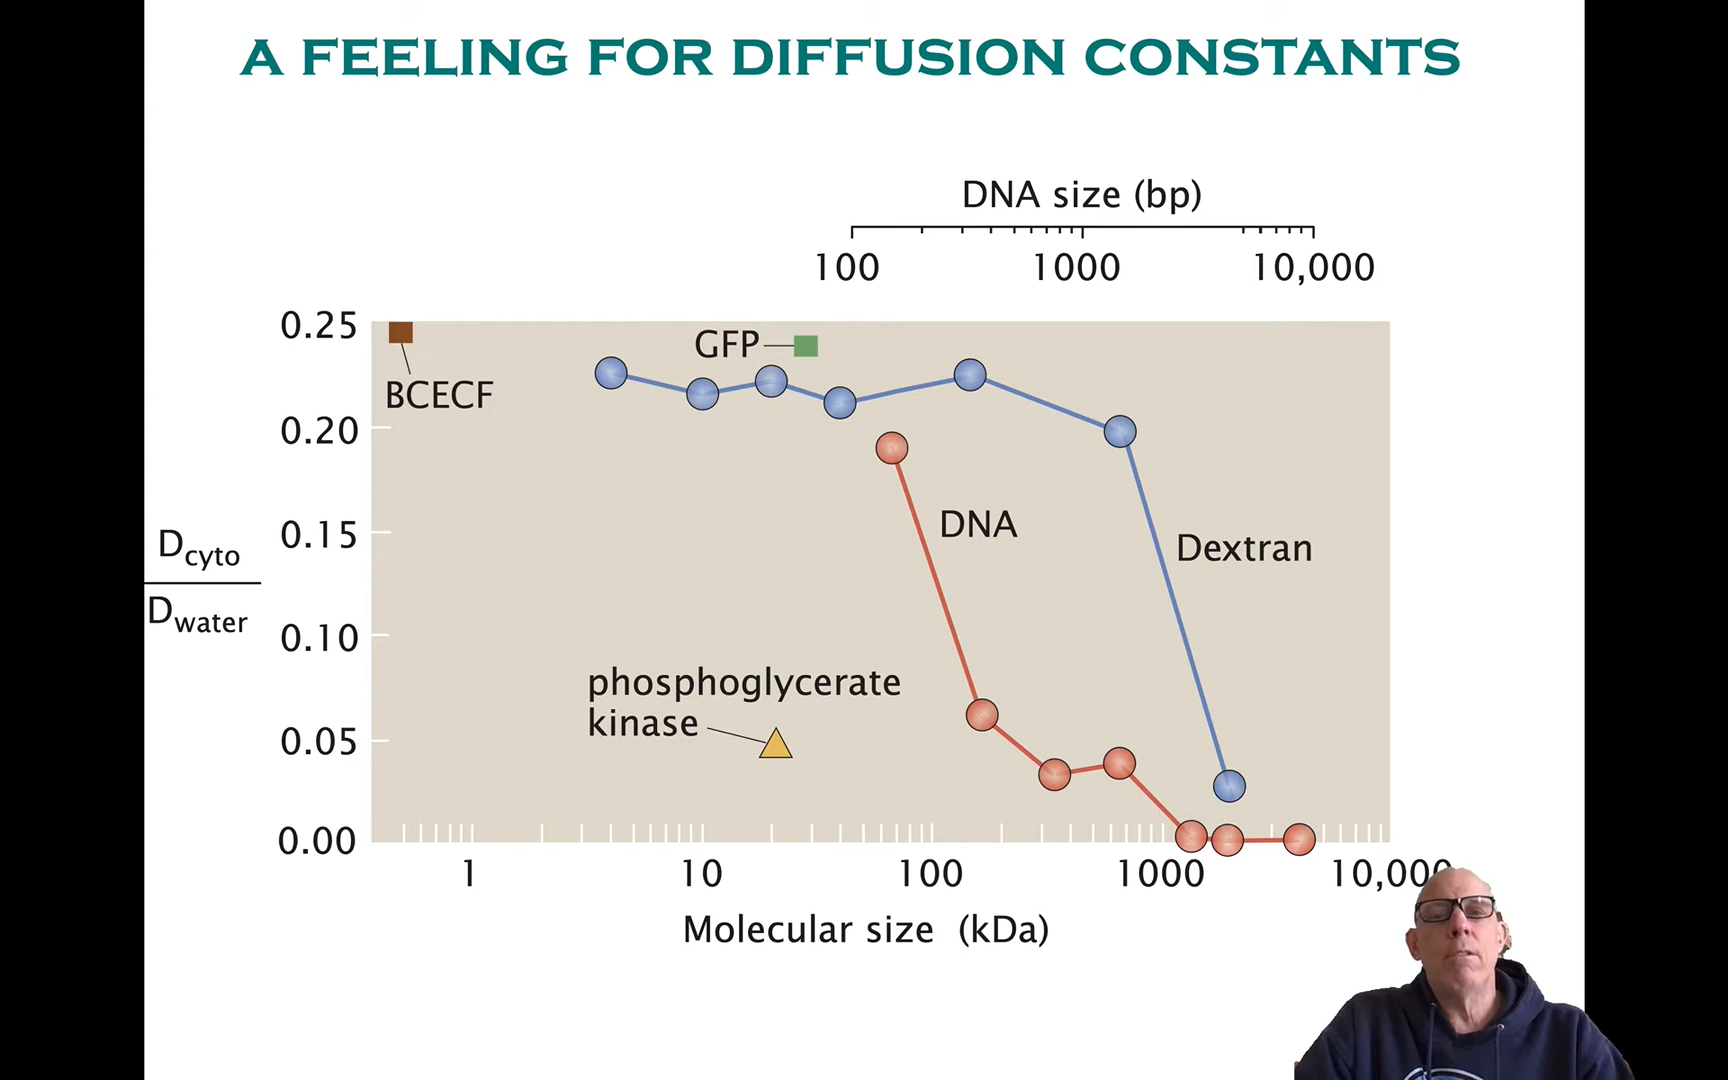 A FEELING FOR DIFFUSION CONSTANTS
DNA size (bp)
100 1000 10,000
0.25
0.20
0.15
0.10
0.05
0.00
Dcyto
Dwater
BCECF
GFP
DNA
Dextran
phosphoglycerate
kinase
1 10 100 1000 10,000
Molecular size (kDa)